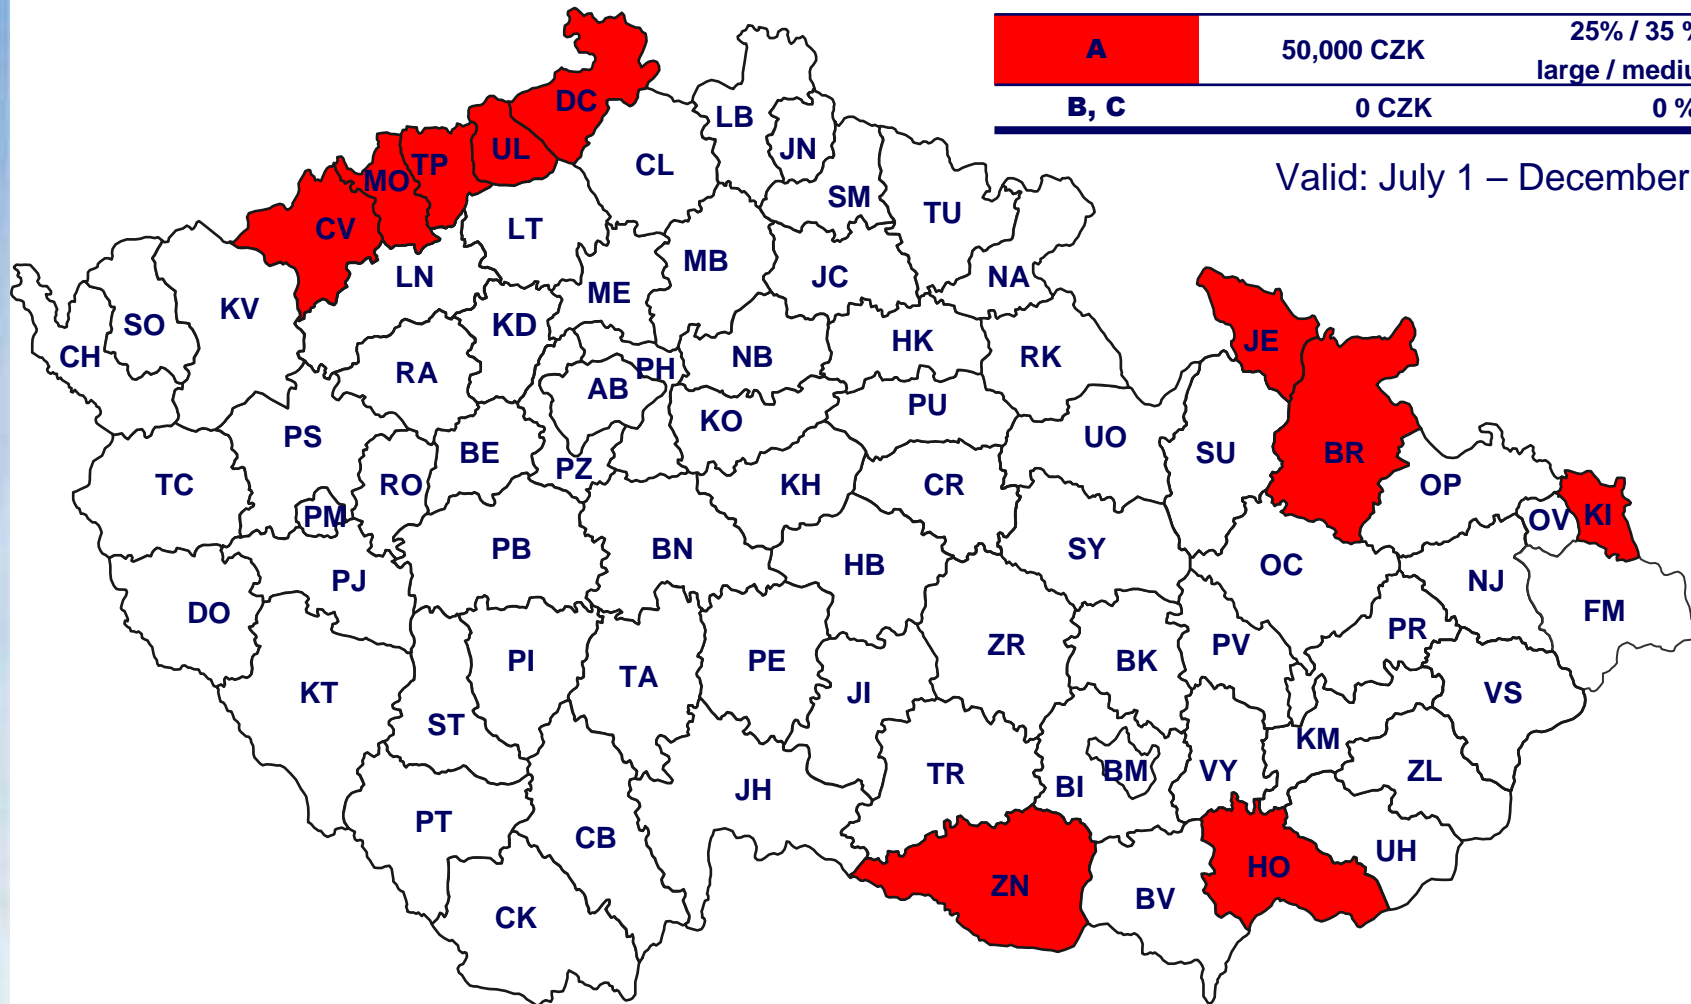 A 50,000 CZK 25% / 35 %
large / mediu
B, C 0 CZK 0 %
Valid: July 1 – December
DC
LB
UL
JN
TP
CL
MO
SM
TU
CV
LT
MB
LN
JC
NA
ME
KV
SO
KD
CH
HK
JE
NB
RK
PH
RA
AB
PU
KO
PS
UO
BE
SU
BR
PZ
TC
RO
KH
CR
OP
PM
OV
KI
PB
BN
SY
HB
OC
PJ
NJ
DO
FM
PR
ZR
PV
PI
PE
BK
TA
KT
JI
VS
ST
KM
TR
BM
VY
ZL
BI
JH
PT
CB
UH
HO
ZN
BV
CK